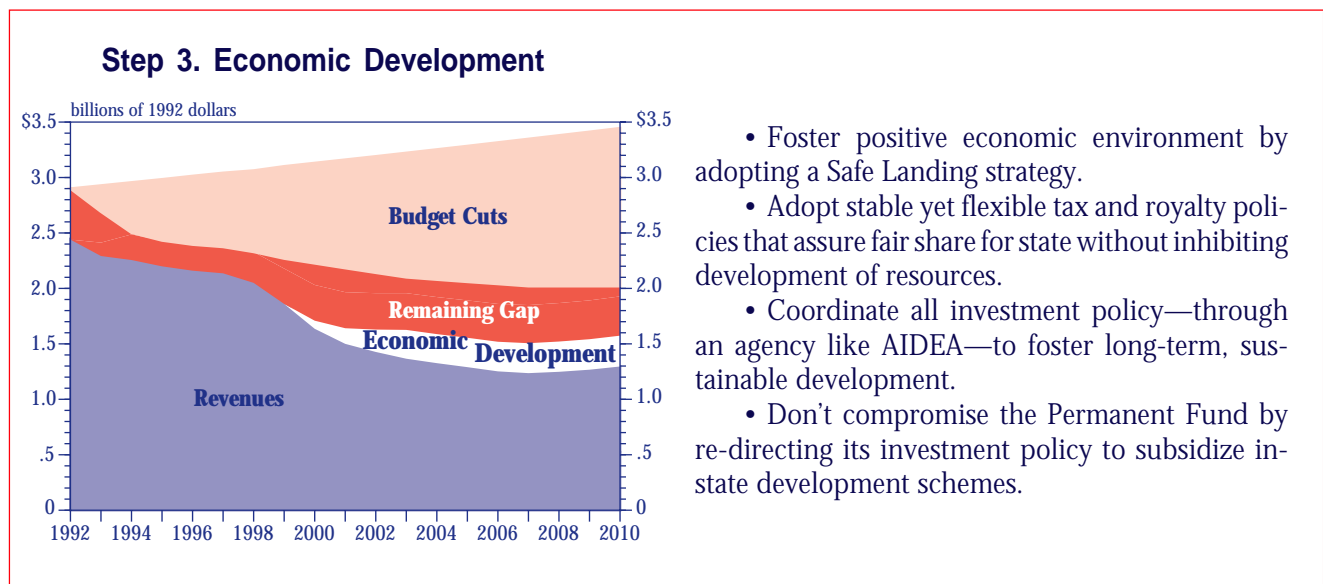 Step 3. Economic Development
billions of 1992 dollars
$3.5
3.0
2.5
2.0
1.5
1.0
.5
0
$3.5
3.0
2.5
2.0
1.5
1.0
.5
0
Budget Cuts
Remaining Gap
Economic
Development
Revenues
1992 1994 1996 1998 2000 2002 2004 2006 2008 2010
• Foster positive economic environment by
adopting a Safe Landing strategy.
• Adopt stable yet flexible tax and royalty poli-
cies that assure fair share for state without inhibiting
development of resources.
• Coordinate all investment policy—through
an agency like AIDEA—to foster long-term, sus-
tainable development.
• Don't compromise the Permanent Fund by
re-directing its investment policy to subsidize in-
state development schemes.